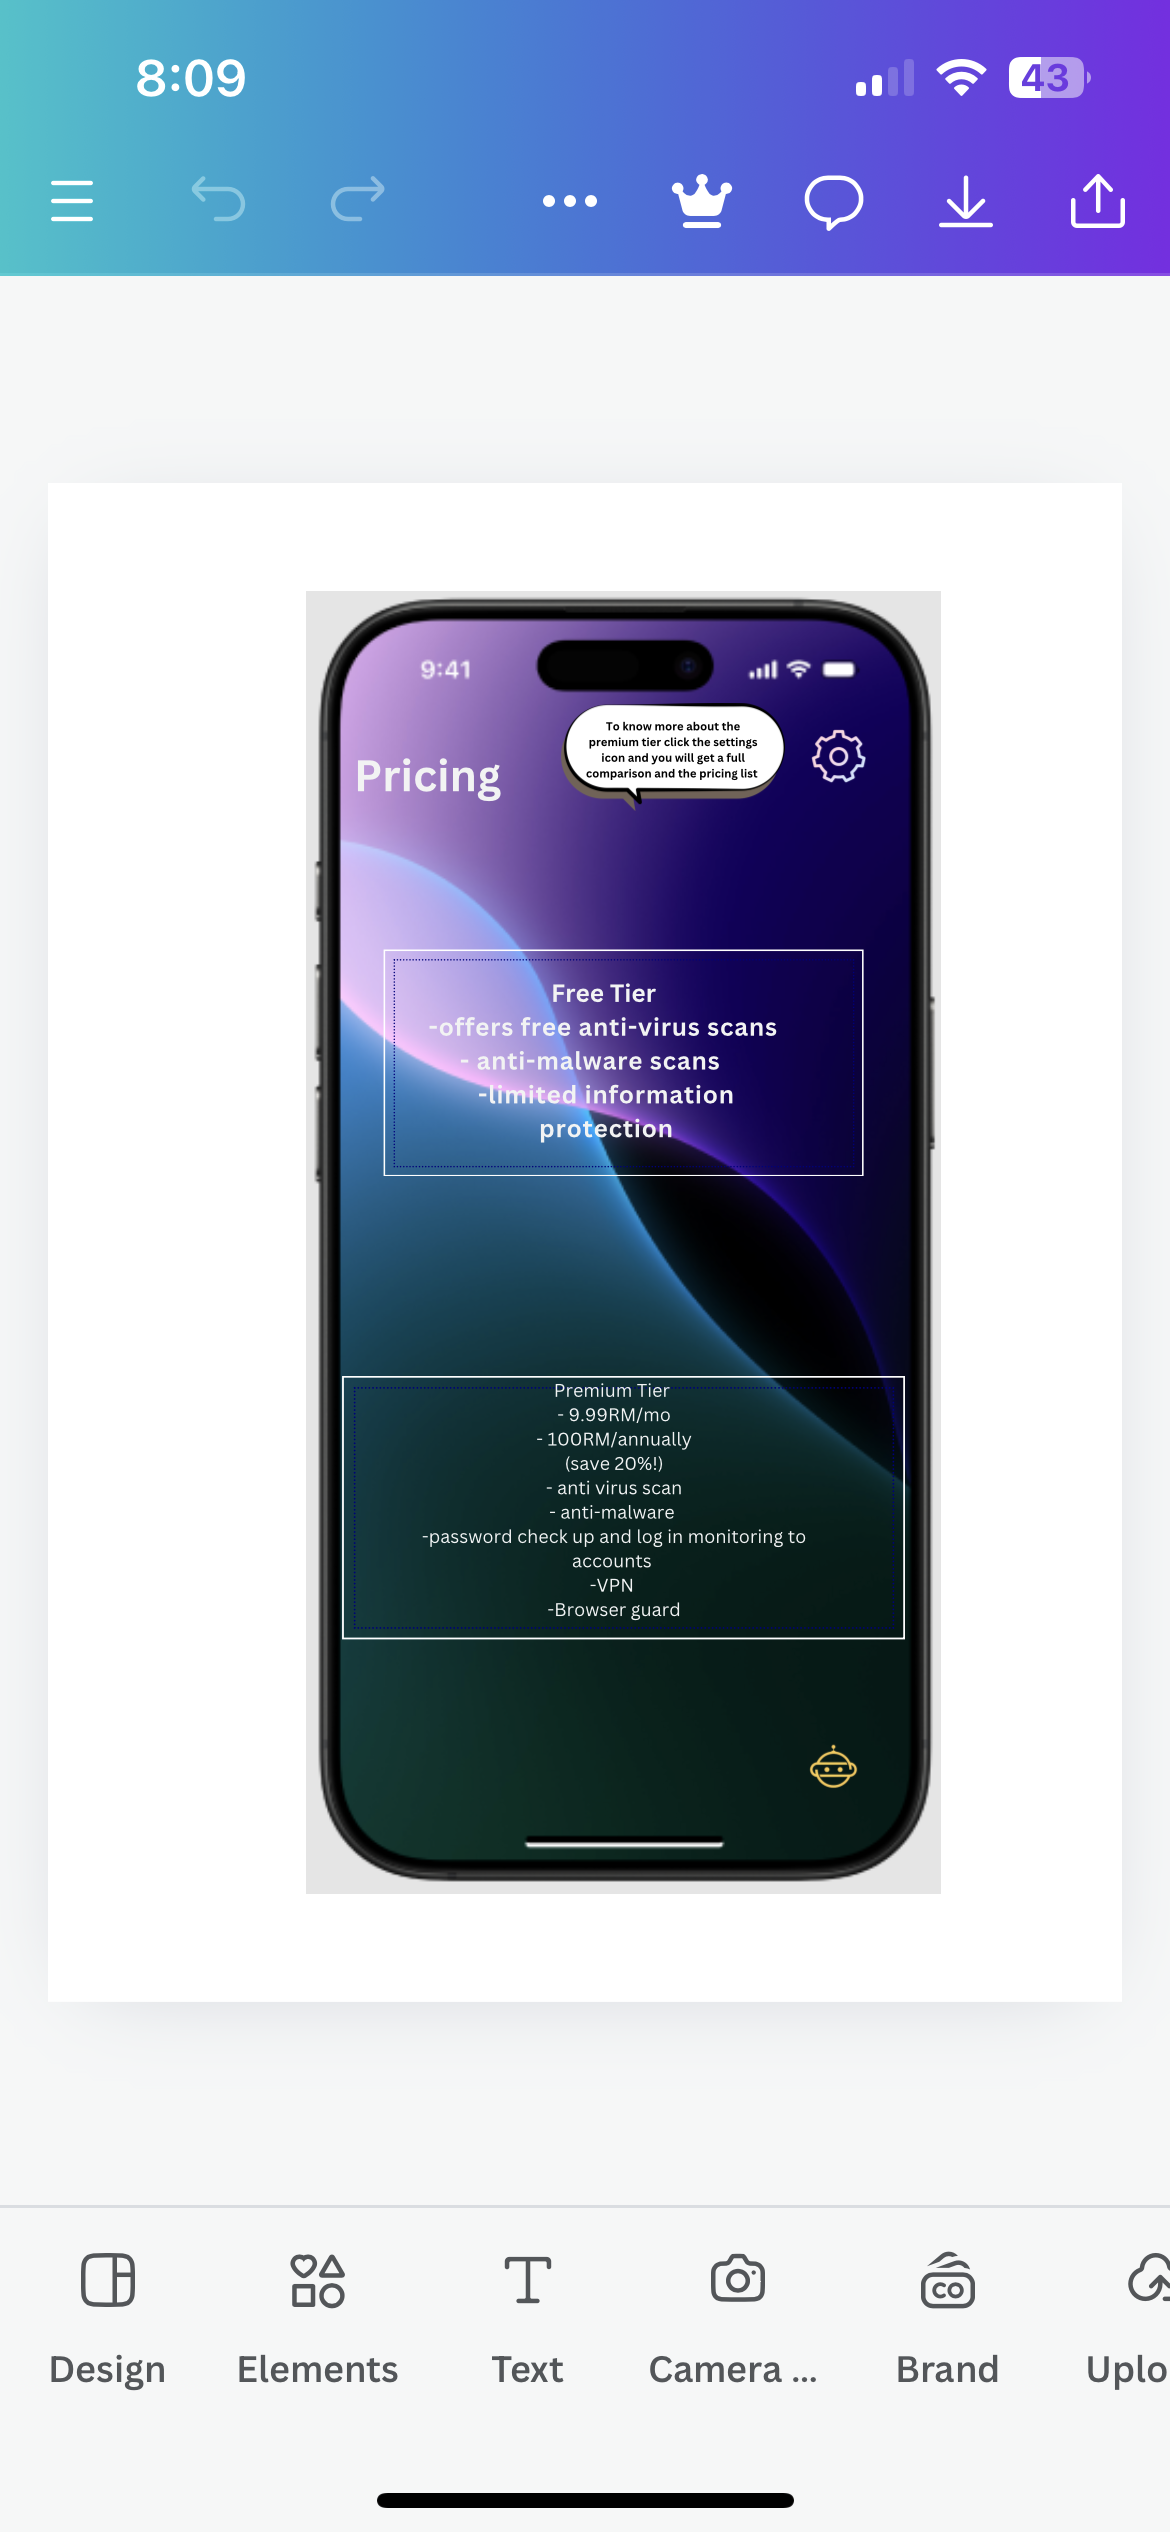 8:09
43
9:41
To know more about the
premium tier click the settings
icon and you will get a full
comparison and the pricing list
Pricing
Free Tier
-offers free anti-virus scans
- anti-malware scans
-limited information
protection
Premium Tier
- 9.99RM/mo
- 100RM/annually
(save 20%!)
- anti virus scan
- anti-malware
-password check up and log in monitoring to
accounts
-VPN
-Browser guard
CO
Design
Elements
Text
Camera ...
Brand
Uplo